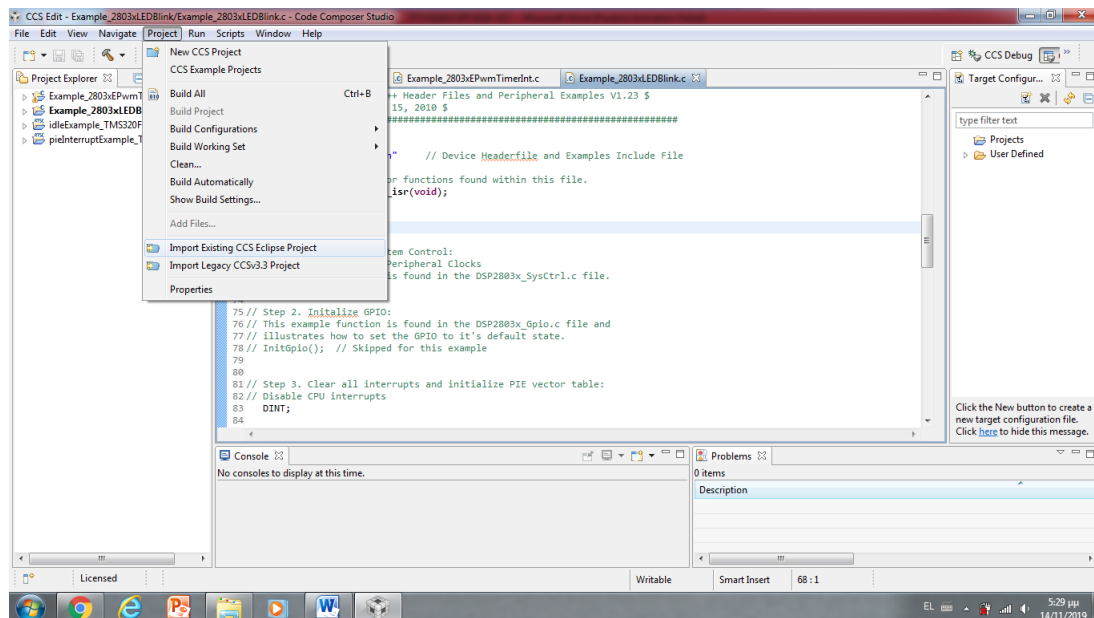 CCS Edit - Example_2803xLEDBlink/Example_2803xLEDBlink.c - Code Composer Studio
File Edit View Navigate Project Run Scripts Window Help
CCS Debug
Project Explorer
Example_2803xEPwmT
Example_2803xLEDB
idleExample_TMS320F
pieInterruptExample_T
New CCS Project
CCS Example Projects
Build All Ctrl+B
Build Project
Build Configurations
Build Working Set
Clean...
Build Automatically
Show Build Settings...
Add Files...
Import Existing CCS Eclipse Project
Import Legacy CCSv3.3 Project
Properties
Example_2803xEPwmTimerInt.c
Example_2803xLEDBlink.c
++ Header Files and Peripheral Examples V1.23 $
15, 2010 $
############################################################
" // Device Headerfile and Examples Include File
or functions found within this file.
_isr(void);
tem Control:
Peripheral Clocks
is found in the DSP2803x_SysCtrl.c file.
74
75 // Step 2. Initalize GPIO:
76 // This example function is found in the DSP2803x_Gpio.c file and
77 // illustrates how to set the GPIO to it's default state.
78 // InitGpio(); // Skipped for this example
79
80
81 // Step 3. Clear all interrupts and initialize PIE vector table:
82 // Disable CPU interrupts
83 DINT;
84
Target Configur...
type filter text
Projects
User Defined
Click the New button to create a
new target configuration file.
Click here to hide this message.
Console
No consoles to display at this time.
Problems
0 items
Description
Licensed
Writable
Smart Insert
68 : 1
EL
5:29 μμ
14/11/2019